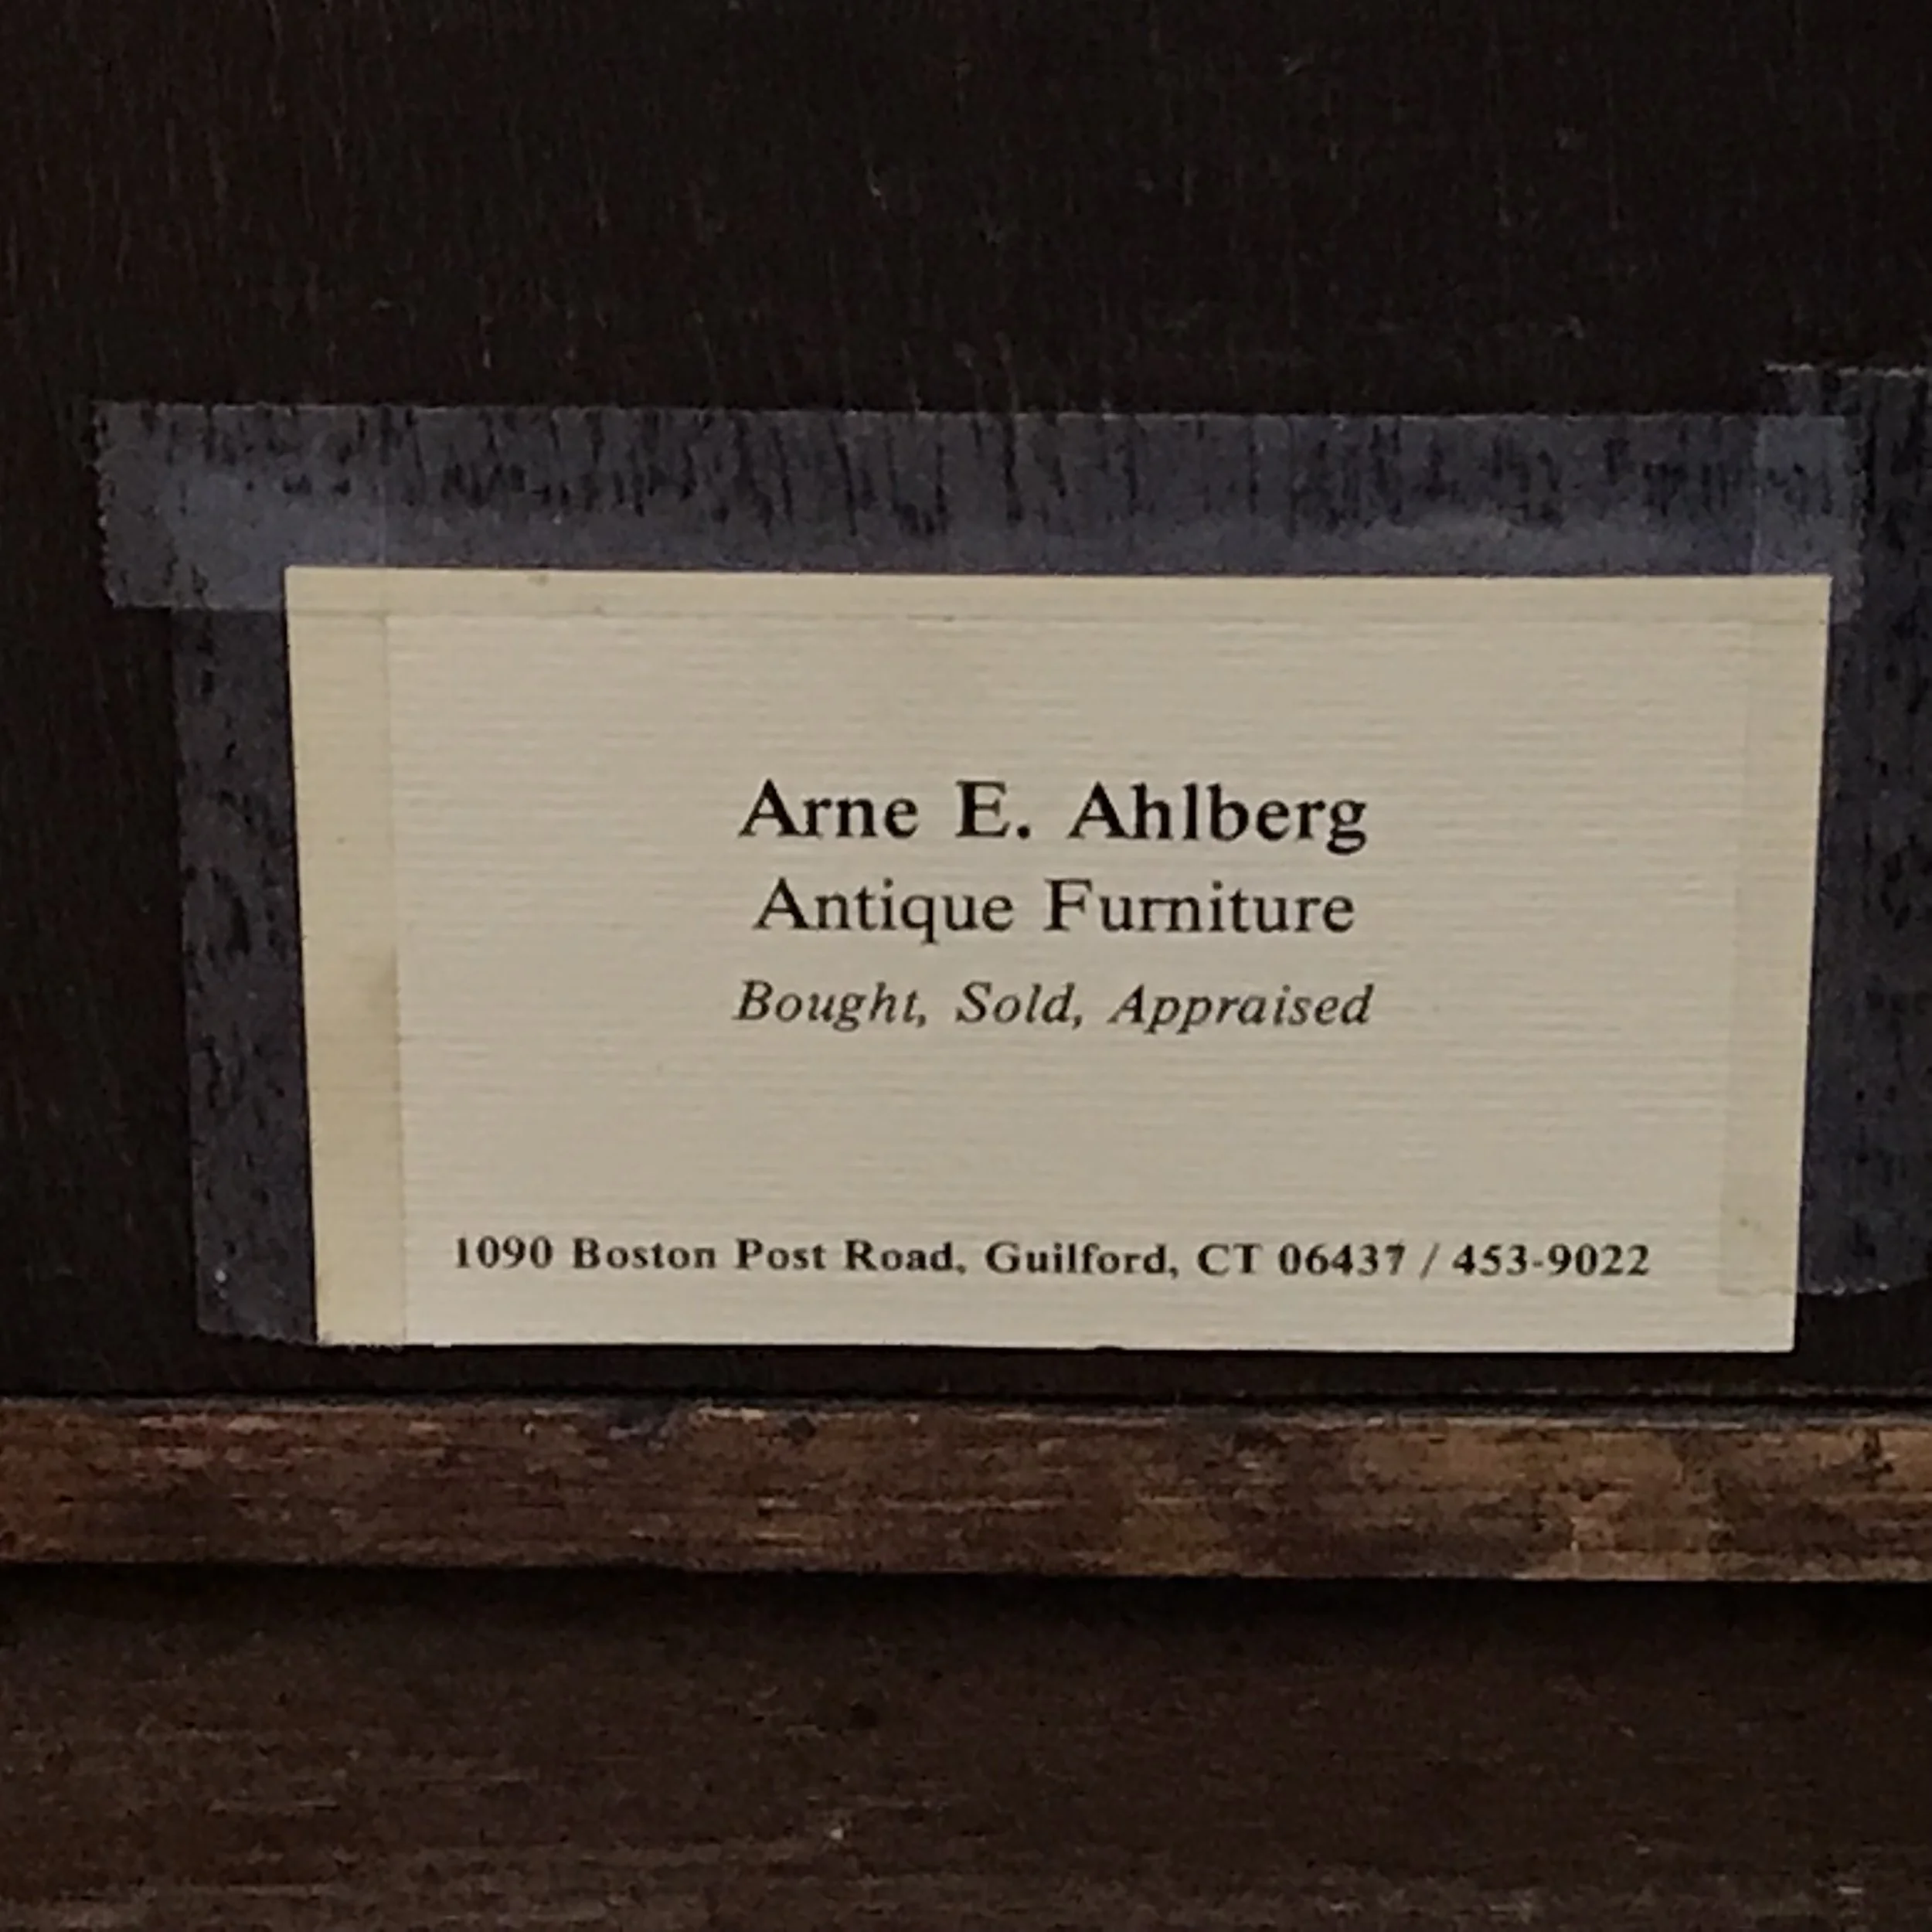 Arne E. Ahlberg
Antique Furniture
Bought, Sold, Appraised
1090 Boston Post Road, Guilford, CT 06437 / 453-9022